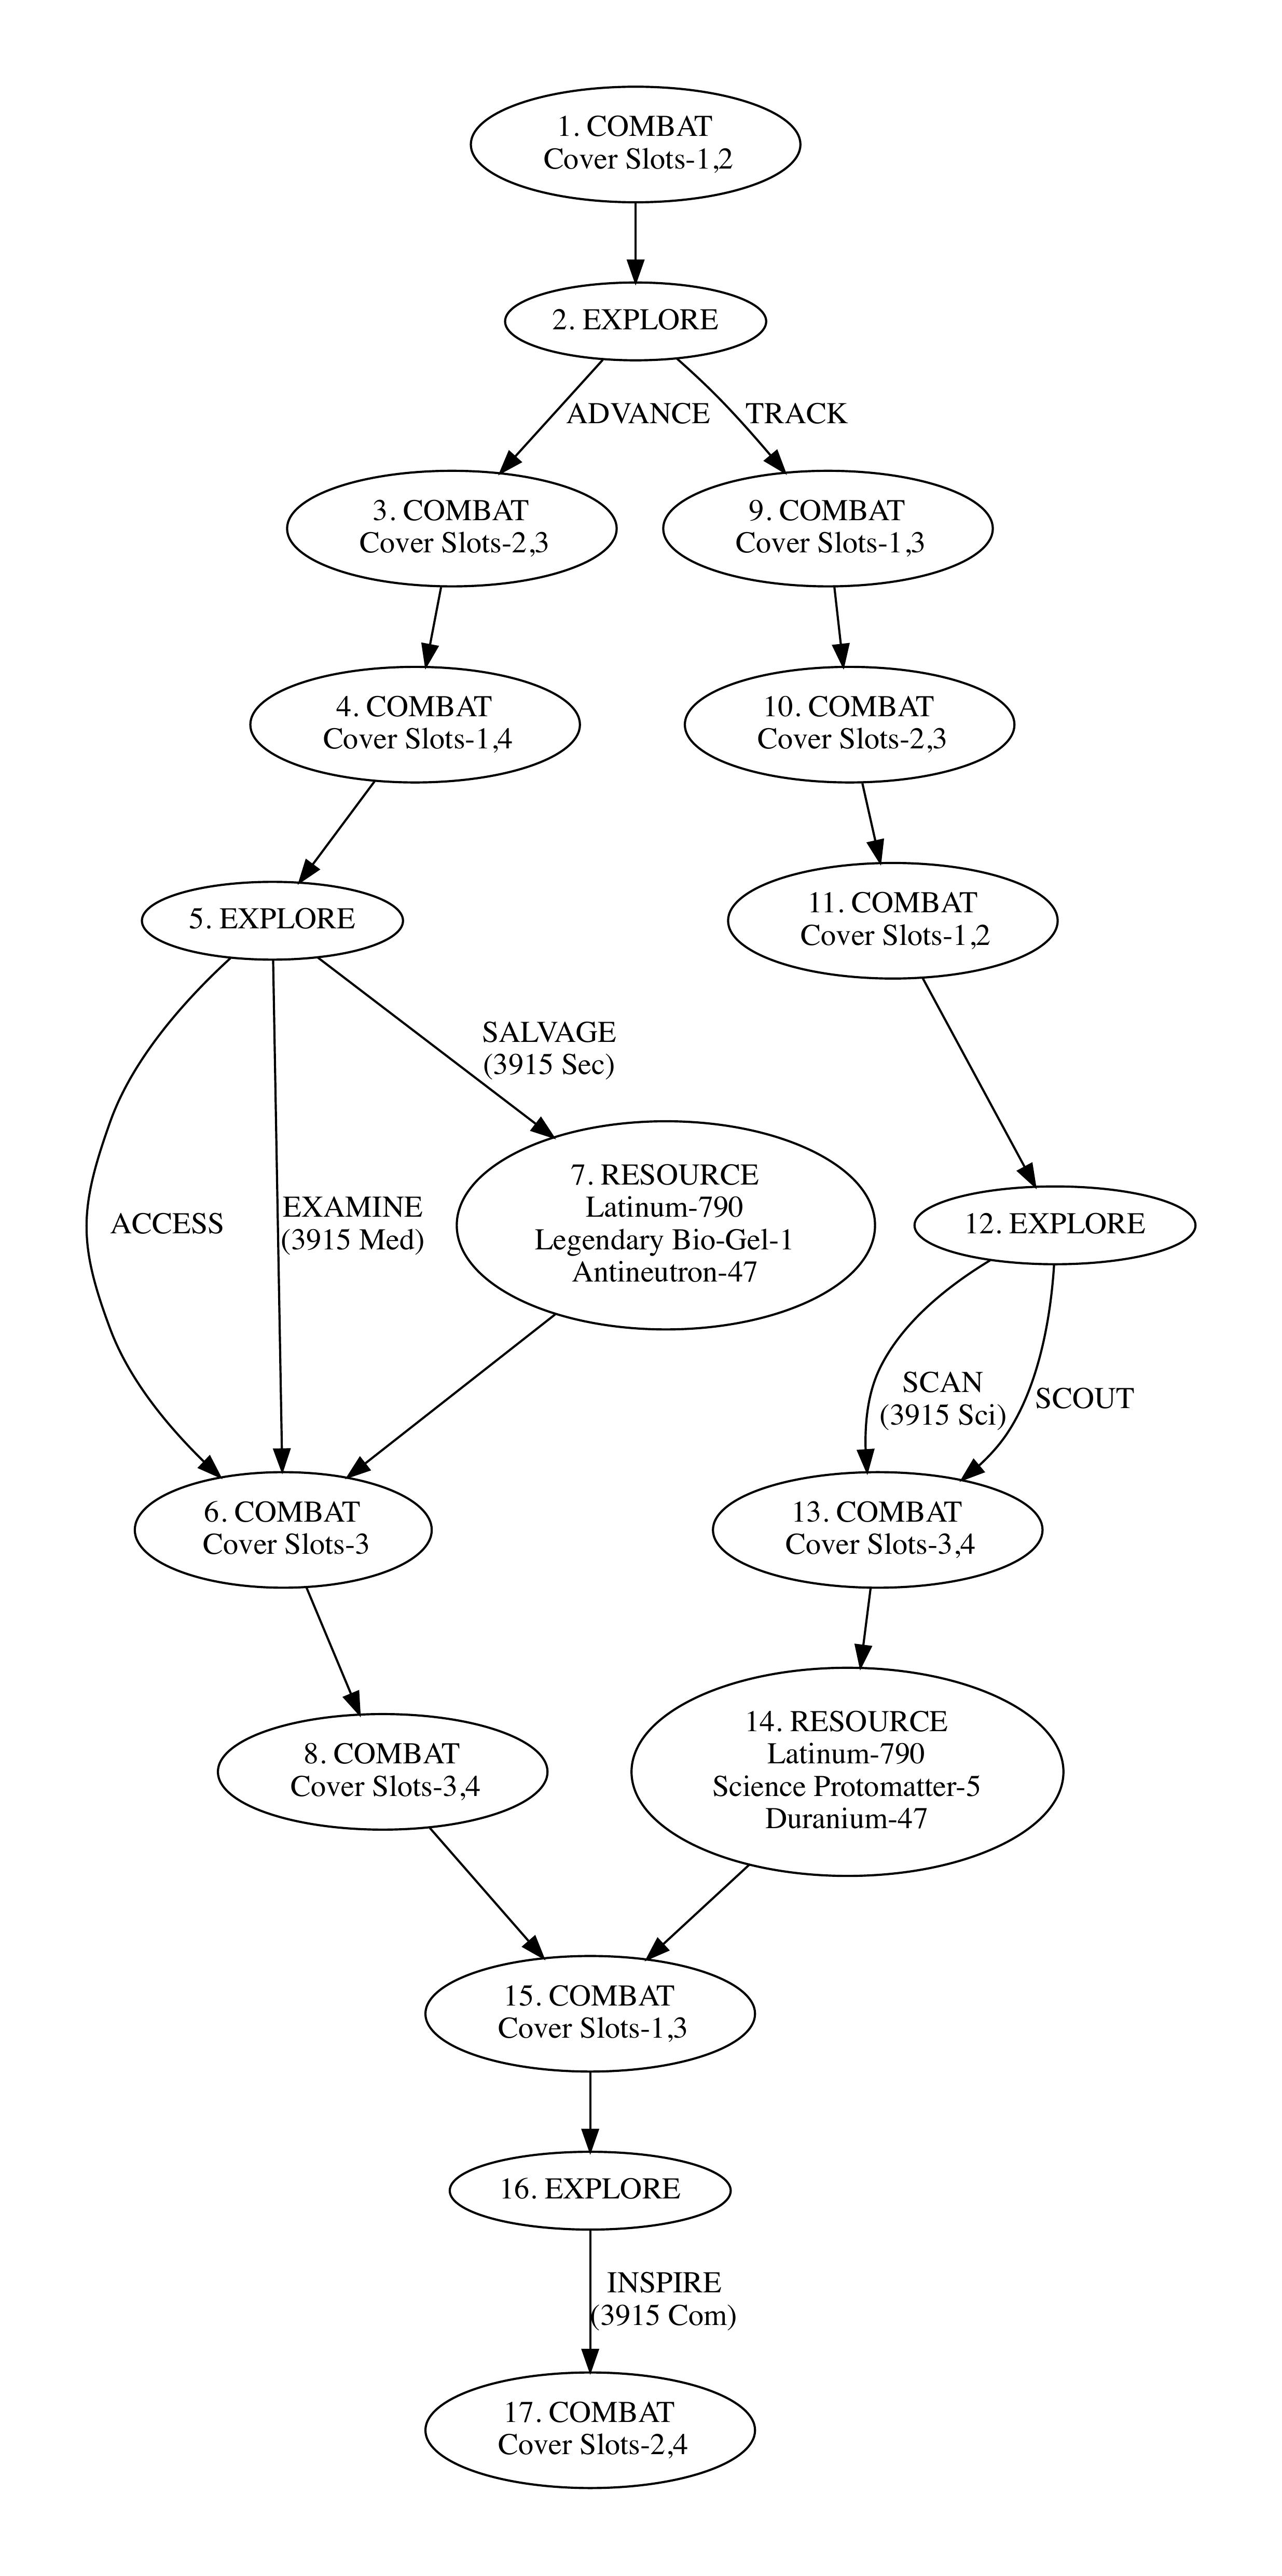 1. COMBAT
Cover Slots-1,2
2. EXPLORE
ADVANCE
TRACK
3. COMBAT
Cover Slots-2,3
9. COMBAT
Cover Slots-1,3
4. COMBAT
Cover Slots-1,4
10. COMBAT
Cover Slots-2,3
5. EXPLORE
11. COMBAT
Cover Slots-1,2
SALVAGE
(3915 Sec)
ACCESS
EXAMINE
(3915 Med)
7. RESOURCE
Latinum-790
Legendary Bio-Gel-1
Antineutron-47
12. EXPLORE
SCAN
(3915 Sci)
SCOUT
6. COMBAT
Cover Slots-3
13. COMBAT
Cover Slots-3,4
8. COMBAT
Cover Slots-3,4
14. RESOURCE
Latinum-790
Science Protomatter-5
Duranium-47
15. COMBAT
Cover Slots-1,3
16. EXPLORE
INSPIRE
(3915 Com)
17. COMBAT
Cover Slots-2,4